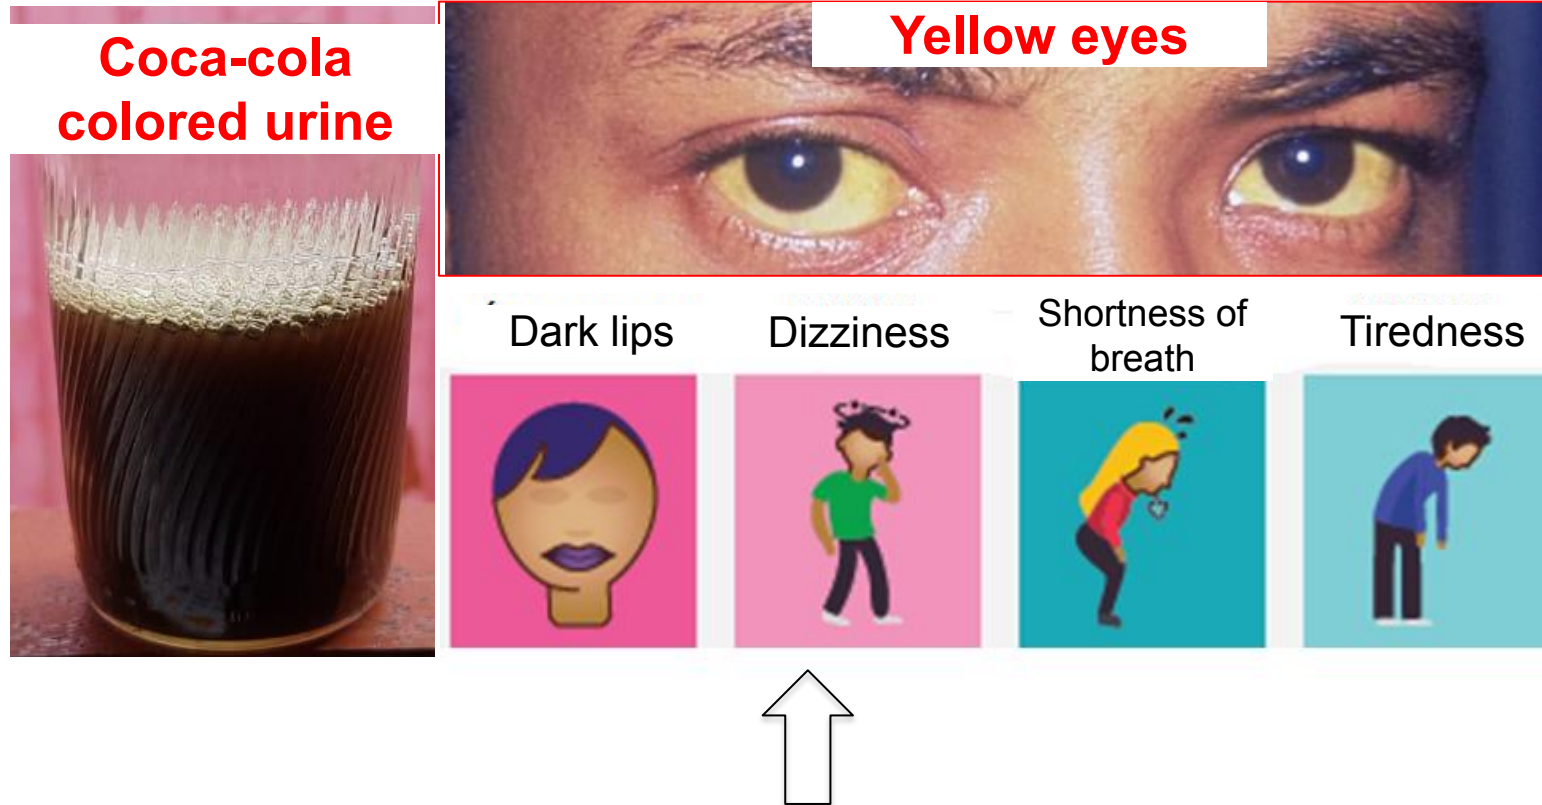 Coca-cola
colored urine
Yellow eyes
Dark lips
Dizziness
Shortness of
breath
Tiredness